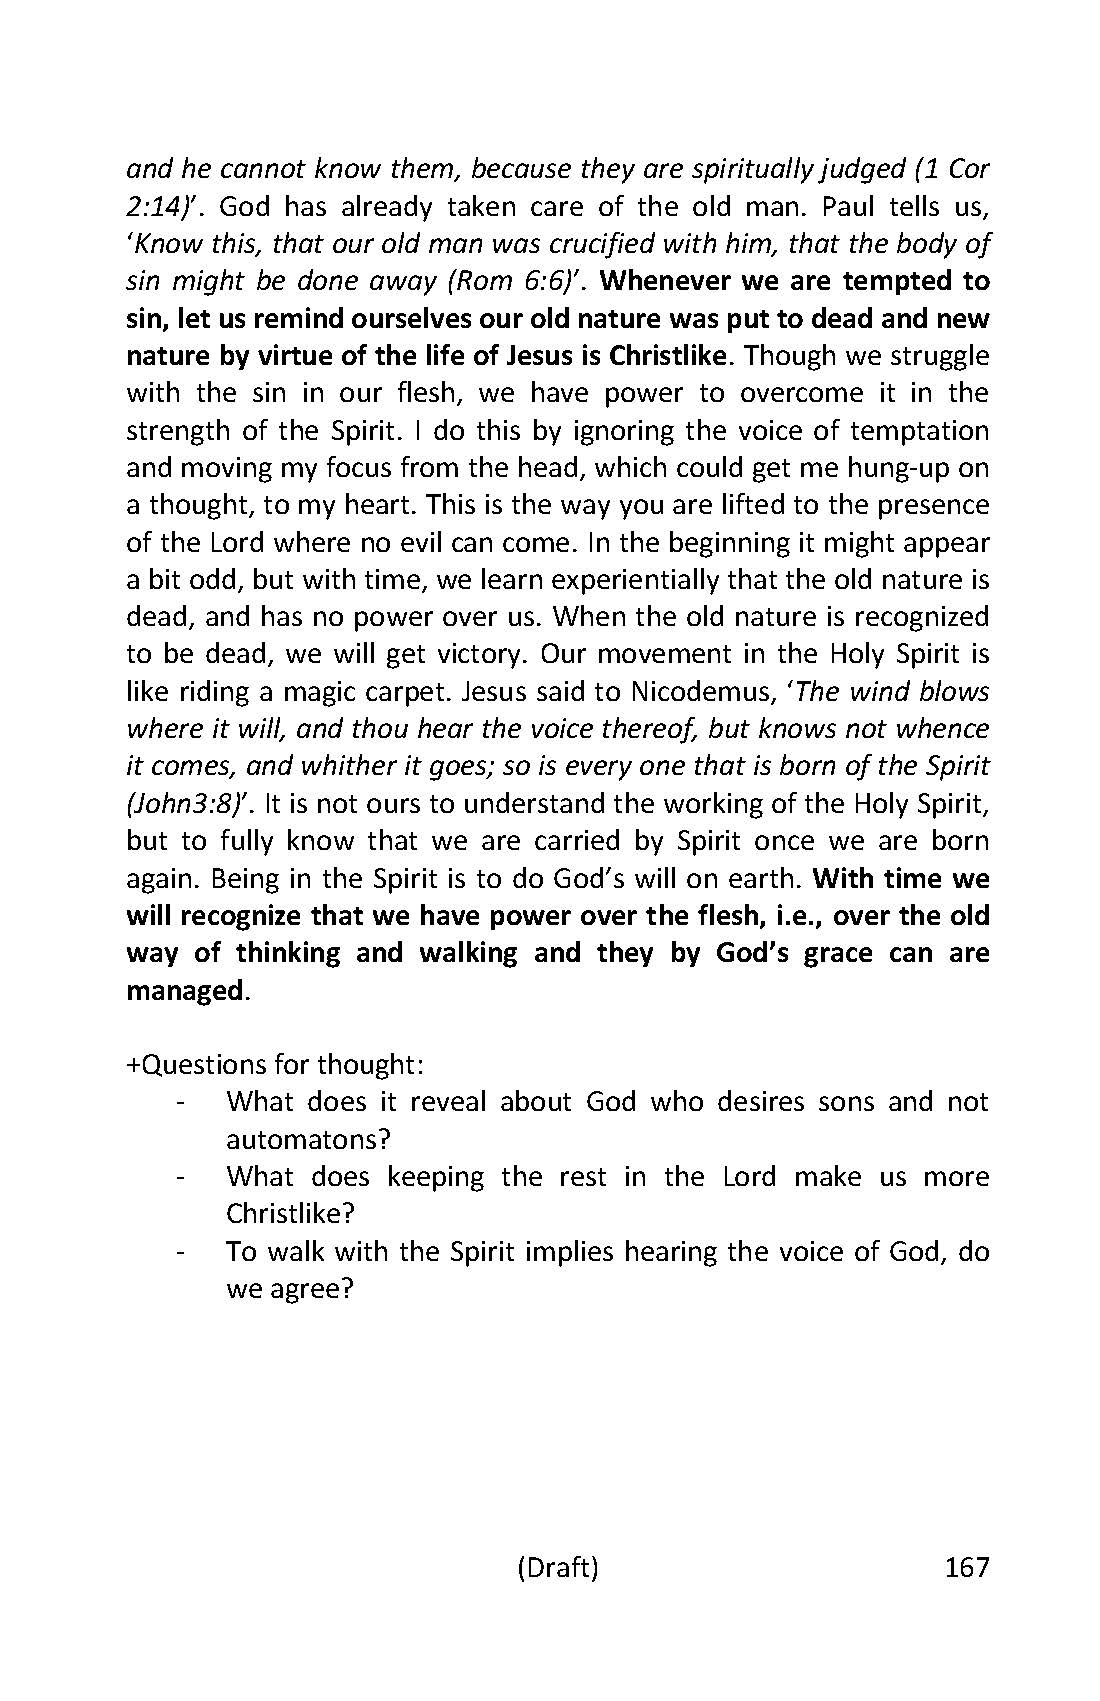 and he cannot know them, because they are spiritually judged (1 Cor
2:14)’. God has already taken care of the old man. Paul tells us,
‘Know this, that our old man was crucified with him, that the body of
sin might be done away (Rom 6:6)’. Whenever we are tempted to
sin, let us remind ourselves our old nature was put to dead and new
nature by virtue of the life of Jesus is Christlike. Though we struggle
with the sin in our flesh, we have power to overcome it in the
strength of the Spirit. I do this by ignoring the voice of temptation
and moving my focus from the head, which could get me hung-up on
a thought, to my heart. This is the way you are lifted to the presence
of the Lord where no evil can come. In the beginning it might appear
a bit odd, but with time, we learn experientially that the old nature is
dead, and has no power over us. When the old nature is recognized
to be dead, we will get victory. Our movement in the Holy Spirit is
like riding a magic carpet. Jesus said to Nicodemus, ‘The wind blows
where it will, and thou hear the voice thereof, but knows not whence
it comes, and whither it goes; so is every one that is born of the Spirit
(John3:8)’. It is not ours to understand the working of the Holy Spirit,
but to fully know that we are carried by Spirit once we are born
again. Being in the Spirit is to do God’s will on earth. With time we
will recognize that we have power over the flesh, i.e., over the old
way of thinking and walking and they by God’s grace can are
managed.
+Questions for thought:
- What does it reveal about God who desires sons and not
automatons?
- What does keeping the rest in the Lord make us more
Christlike?
- To walk with the Spirit implies hearing the voice of God, do
we agree?
(Draft) 167